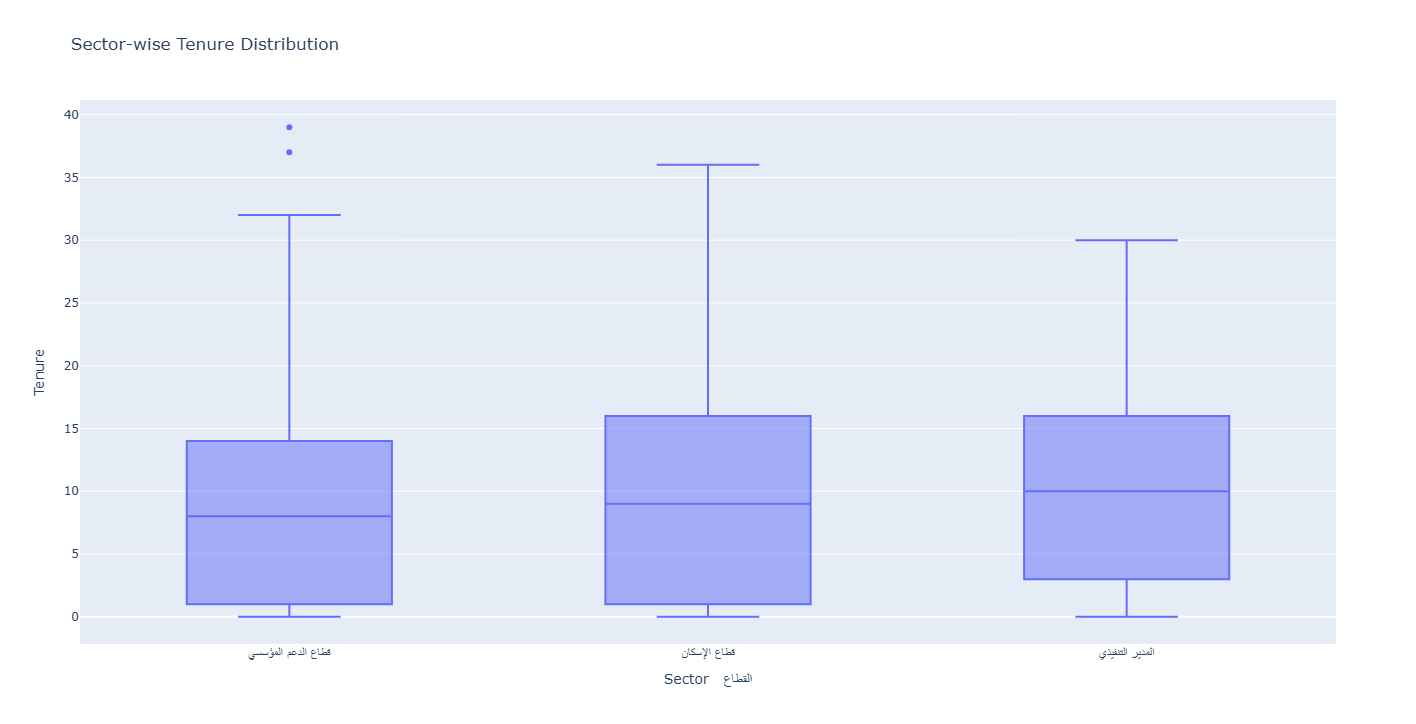 Sector-wise Tenure Distribution
40
35
30
25
20
15
10
5
0
Tenure
قطاع الدعم المؤسسي
قطاع الإسكان
المدير التنفيذي
Sector القطاع